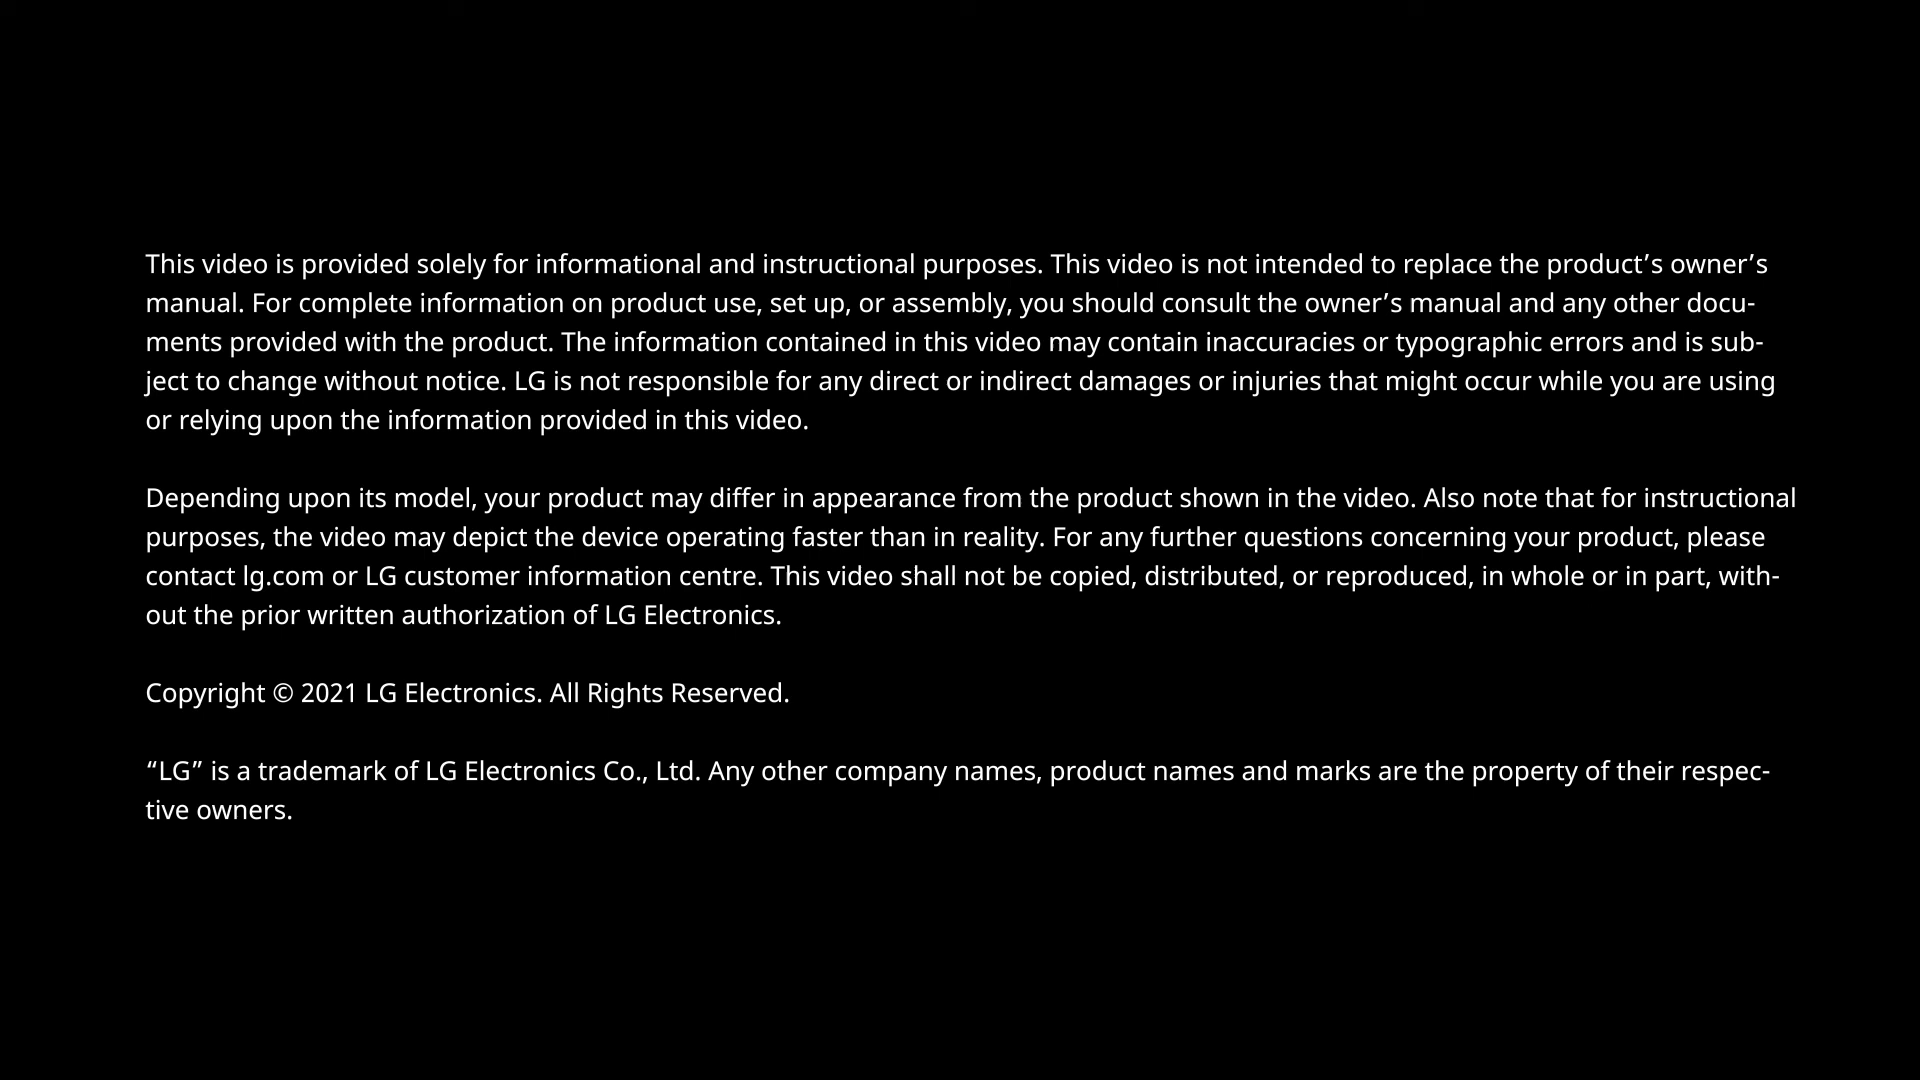 This video is provided solely for informational and instructional purposes. This video is not intended to replace the product’s owner’s
manual. For complete information on product use, set up, or assembly, you should consult the owner’s manual and any other docu-
ments provided with the product. The information contained in this video may contain inaccuracies or typographic errors and is sub-
ject to change without notice. LG is not responsible for any direct or indirect damages or injuries that might occur while you are using
or relying upon the information provided in this video.
Depending upon its model, your product may differ in appearance from the product shown in the video. Also note that for instructional
purposes, the video may depict the device operating faster than in reality. For any further questions concerning your product, please
contact lg.com or LG customer information centre. This video shall not be copied, distributed, or reproduced, in whole or in part, with-
out the prior written authorization of LG Electronics.
Copyright © 2021 LG Electronics. All Rights Reserved.
“LG” is a trademark of LG Electronics Co., Ltd. Any other company names, product names and marks are the property of their respec-
tive owners.